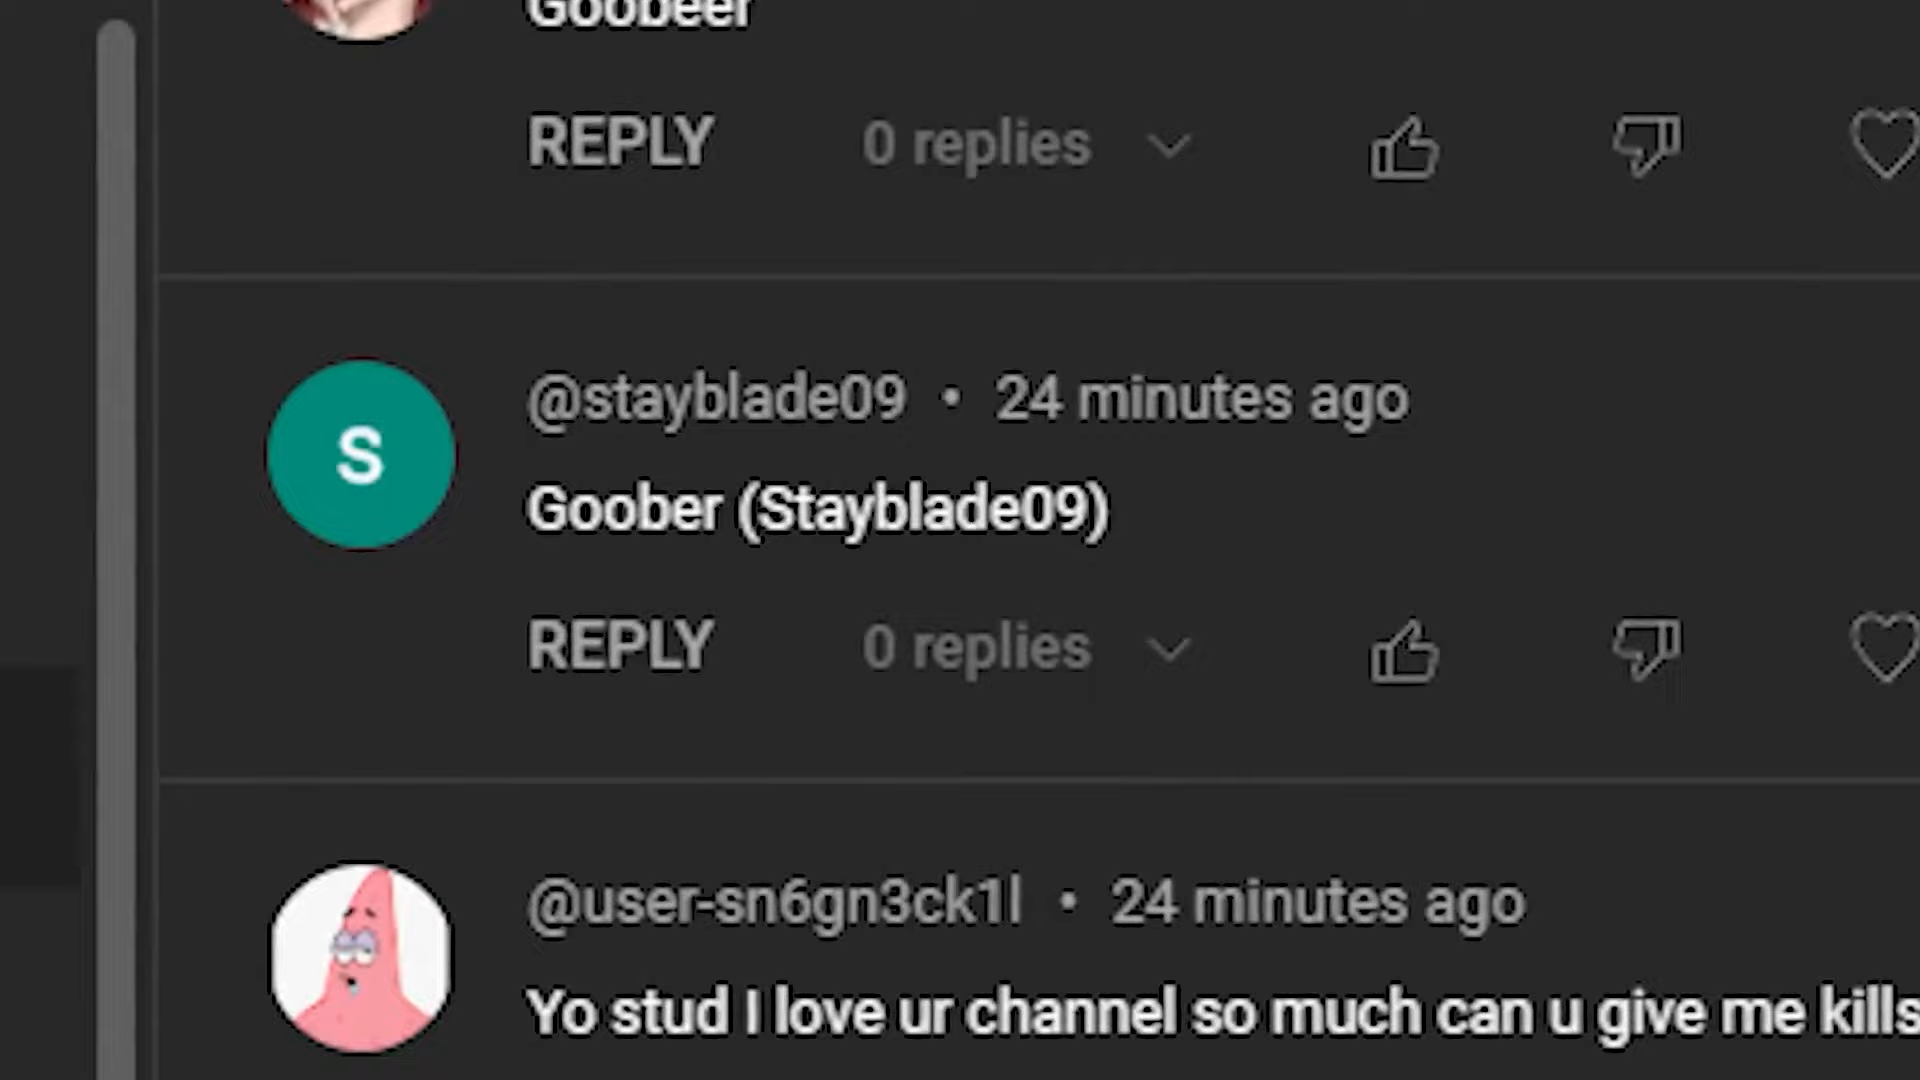 Goobeer
REPLY 0 replies
S
@stayblade09 • 24 minutes ago
Goober (Stayblade09)
REPLY 0 replies
@user-sn6gn3ck1l • 24 minutes ago
Yo stud I love ur channel so much can u give me kills